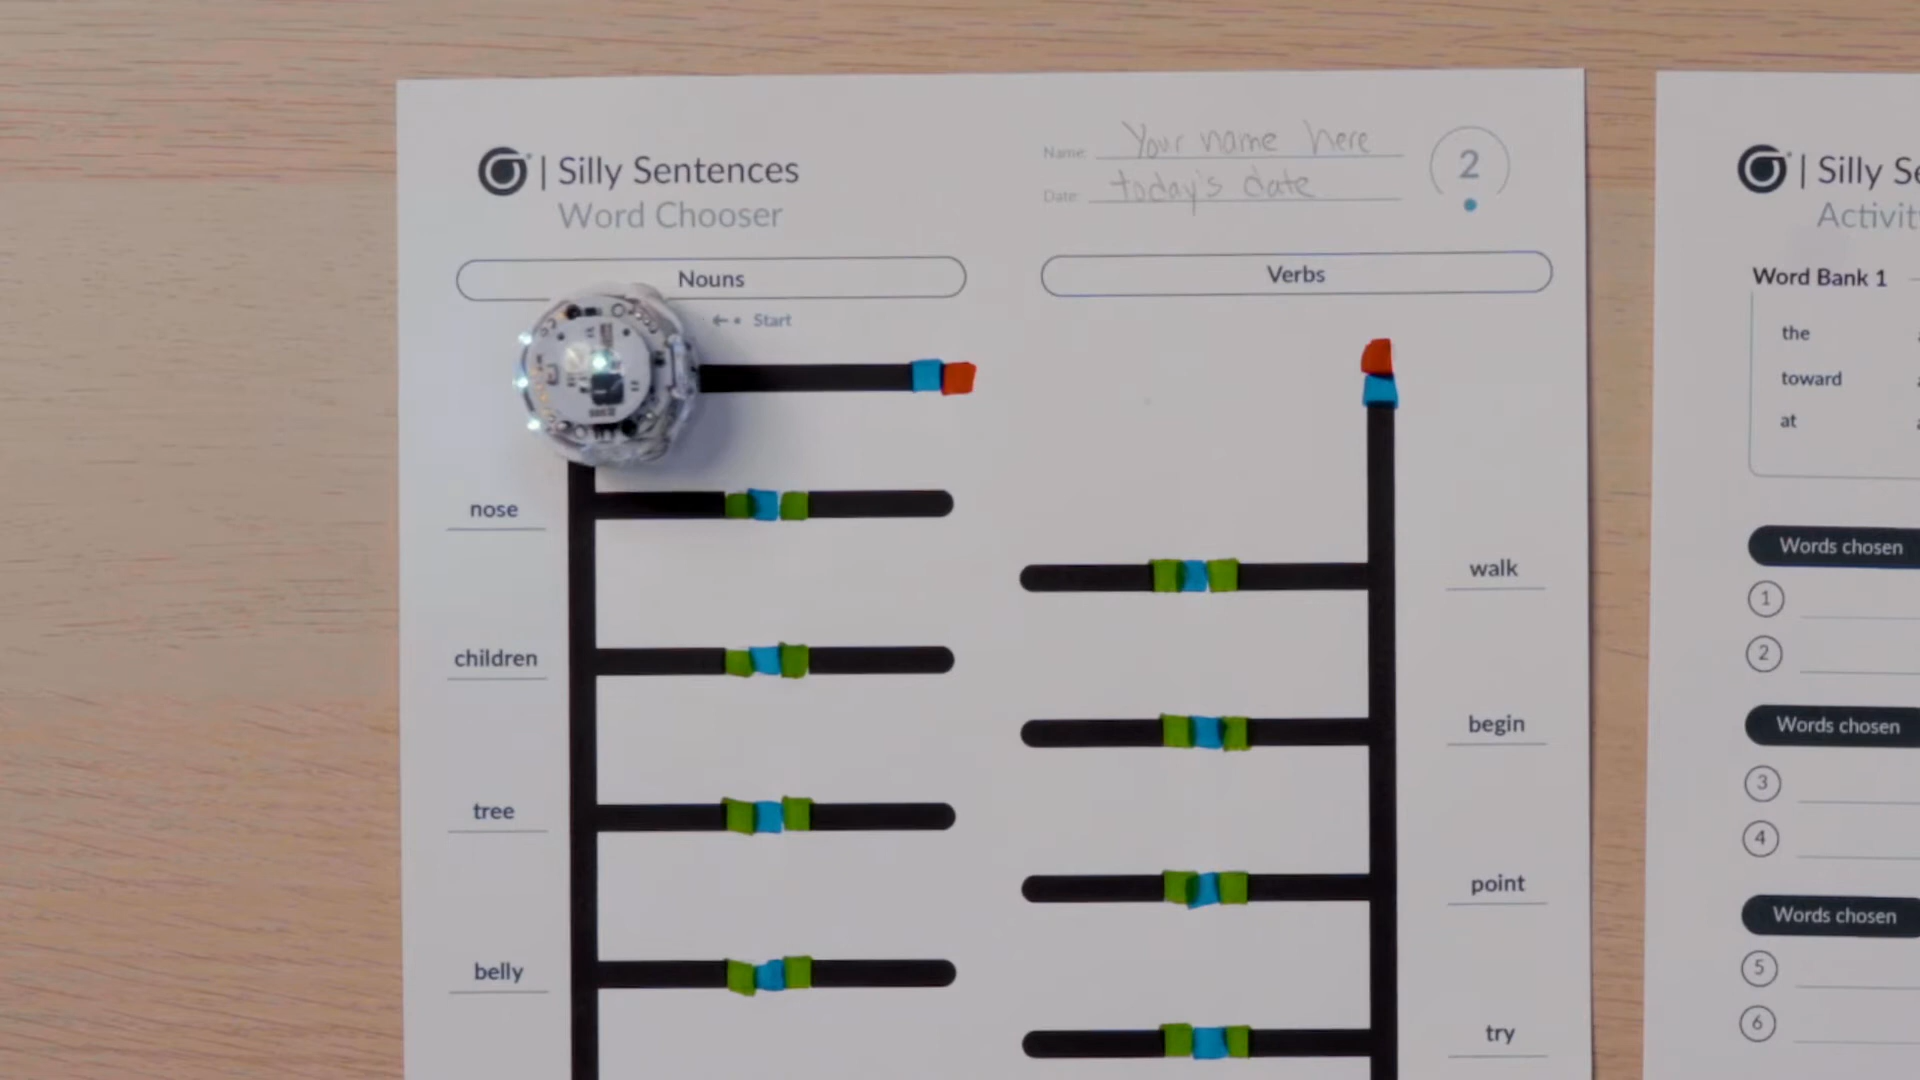 Silly Sentences
Word Chooser
Name: Your name here
Date: today's date
2
Nouns
Start
nose
children
tree
belly
Verbs
walk
begin
point
try
Silly Se
Activit
Word Bank 1
the
toward
at
Words chosen
1
2
Words chosen
3
4
Words chosen
5
6